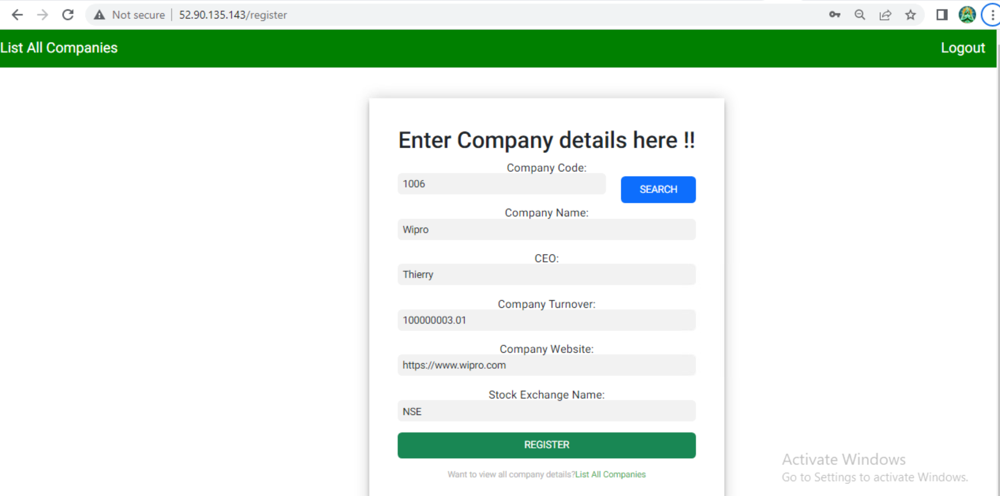 Not secure 52.90.135.143/register
List All Companies Logout
Enter Company details here !!
Company Code:
1006
SEARCH
Company Name:
Wipro
CEO:
Thierry
Company Turnover:
100000003.01
Company Website:
https://www.wipro.com
Stock Exchange Name:
NSE
REGISTER
Want to view all company details?List All Companies
Activate Windows
Go to Settings to activate Windows.